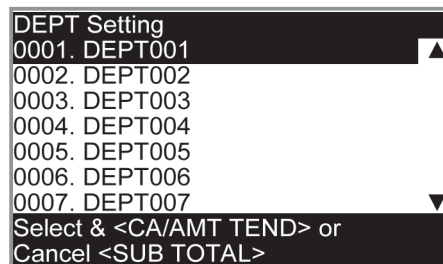 DEPT Setting
0001. DEPT001
0002. DEPT002
0003. DEPT003
0004. DEPT004
0005. DEPT005
0006. DEPT006
0007. DEPT007
Select & <CA/AMT TEND> or
Cancel <SUB TOTAL>